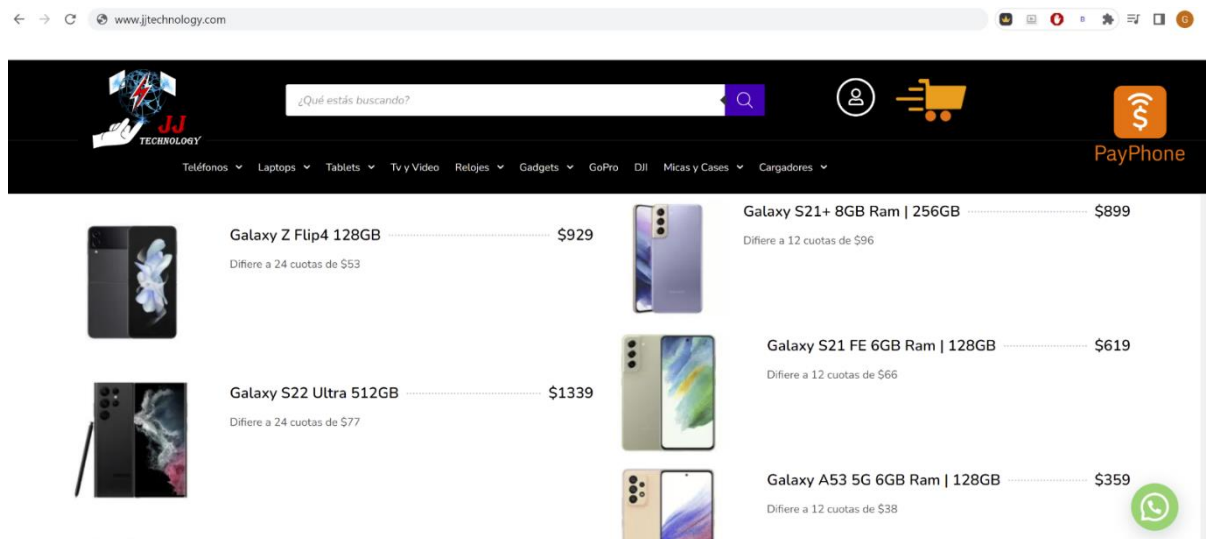 www.jjtechnology.com
B
G
JJ
TECHNOLOGY
¿Qué estás buscando?
PayPhone
Teléfonos Laptops Tablets Tv y Video Relojes Gadgets GoPro DJI Micas y Cases Cargadores
Galaxy Z Flip4 128GB $929
Difiere a 24 cuotas de $53
Galaxy S22 Ultra 512GB $1339
Difiere a 24 cuotas de $77
Galaxy S21+ 8GB Ram | 256GB $899
Difiere a 12 cuotas de $96
Galaxy S21 FE 6GB Ram | 128GB $619
Difiere a 12 cuotas de $66
Galaxy A53 5G 6GB Ram | 128GB $359
Difiere a 12 cuotas de $38